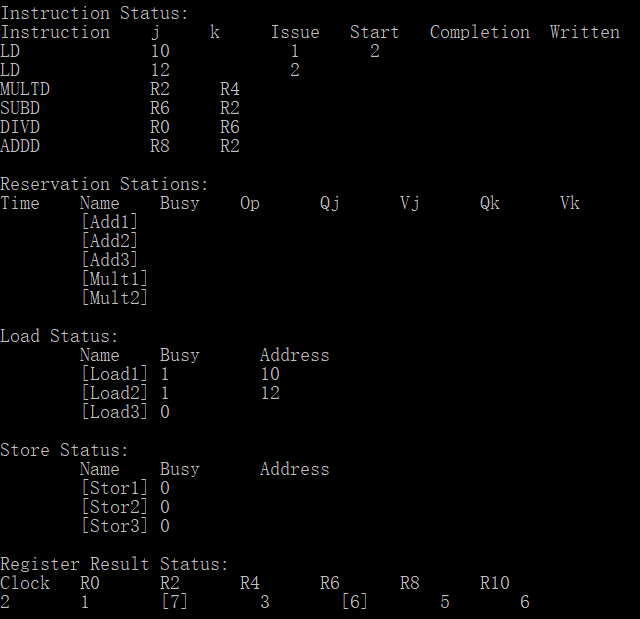 Instruction Status:
Instruction j k Issue Start Completion Written
LD 10 1 2
LD 12 2
MULTD R2 R4
SUBD R6 R2
DIVD R0 R6
ADDD R8 R2
Reservation Stations:
Time Name Busy Op Qj Vj Qk Vk
[Add1]
[Add2]
[Add3]
[Mult1]
[Mult2]
Load Status:
Name Busy Address
[Load1] 1 10
[Load2] 1 12
[Load3] 0
Store Status:
Name Busy Address
[Stor1] 0
[Stor2] 0
[Stor3] 0
Register Result Status:
Clock R0 R2 R4 R6 R8 R10
2 1 [7] 3 [6] 5 6